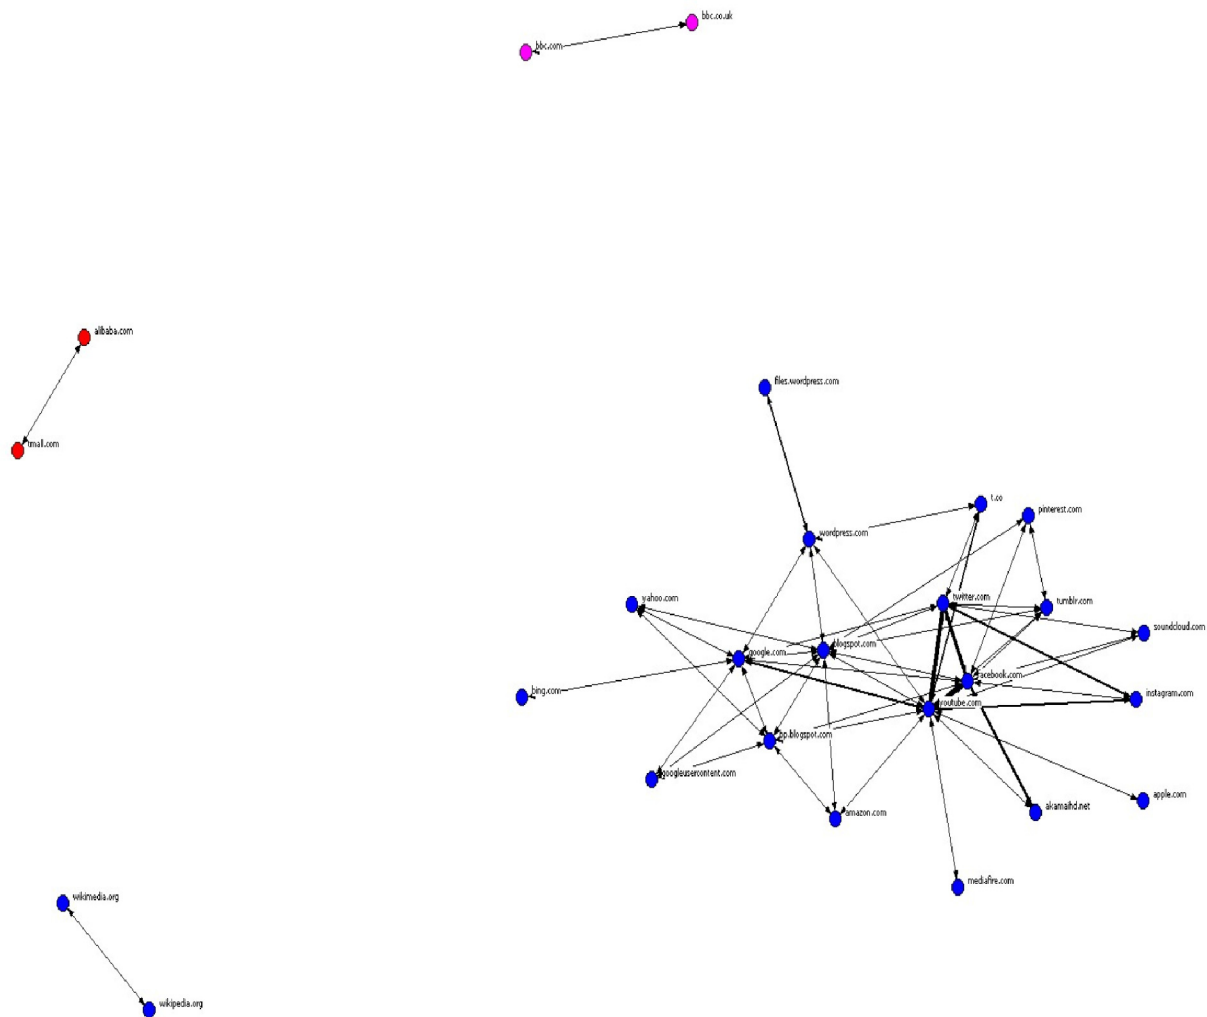 bbc.co.uk
bbc.com
alibaba.com
files.wordpress.com
tmall.com
t.co
pinterest.com
wordpress.com
yahoo.com
twitter.com
tumblr.com
soundcloud.com
blogspot.com
google.com
facebook.com
bing.com
instagram.com
youtube.com
bp.blogspot.com
googleusercontent.com
apple.com
akamaihd.net
amazon.com
mediafire.com
wikimedia.org
wikipedia.org